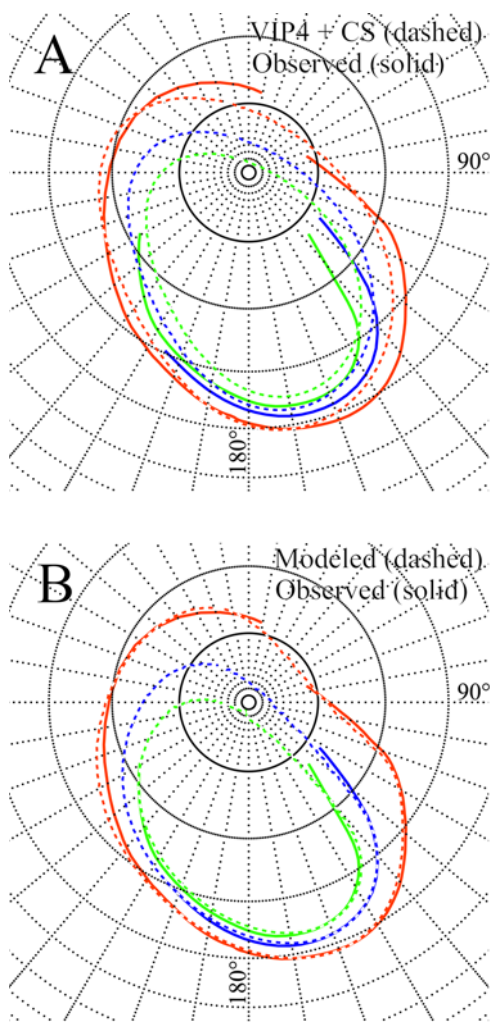 A
VIP4 + CS (dashed)
Observed (solid)
90°
180°
B
Modeled (dashed)
Observed (solid)
90°
180°